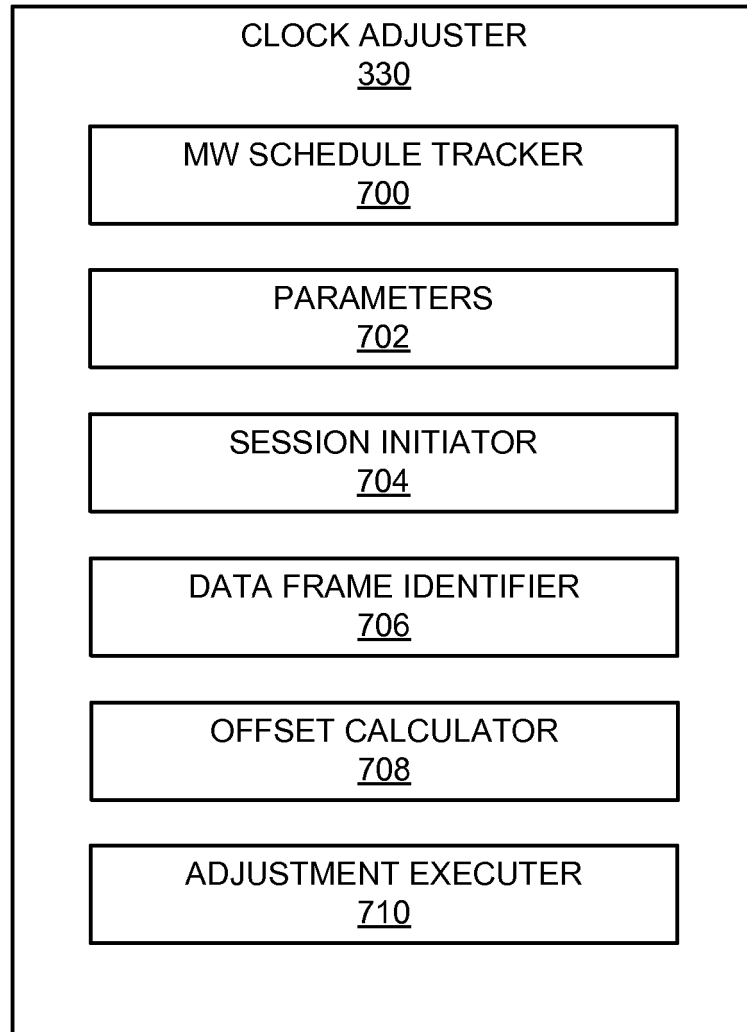 CLOCK ADJUSTER
330
MW SCHEDULE TRACKER
700
PARAMETERS
702
SESSION INITIATOR
704
DATA FRAME IDENTIFIER
706
OFFSET CALCULATOR
708
ADJUSTMENT EXECUTER
710